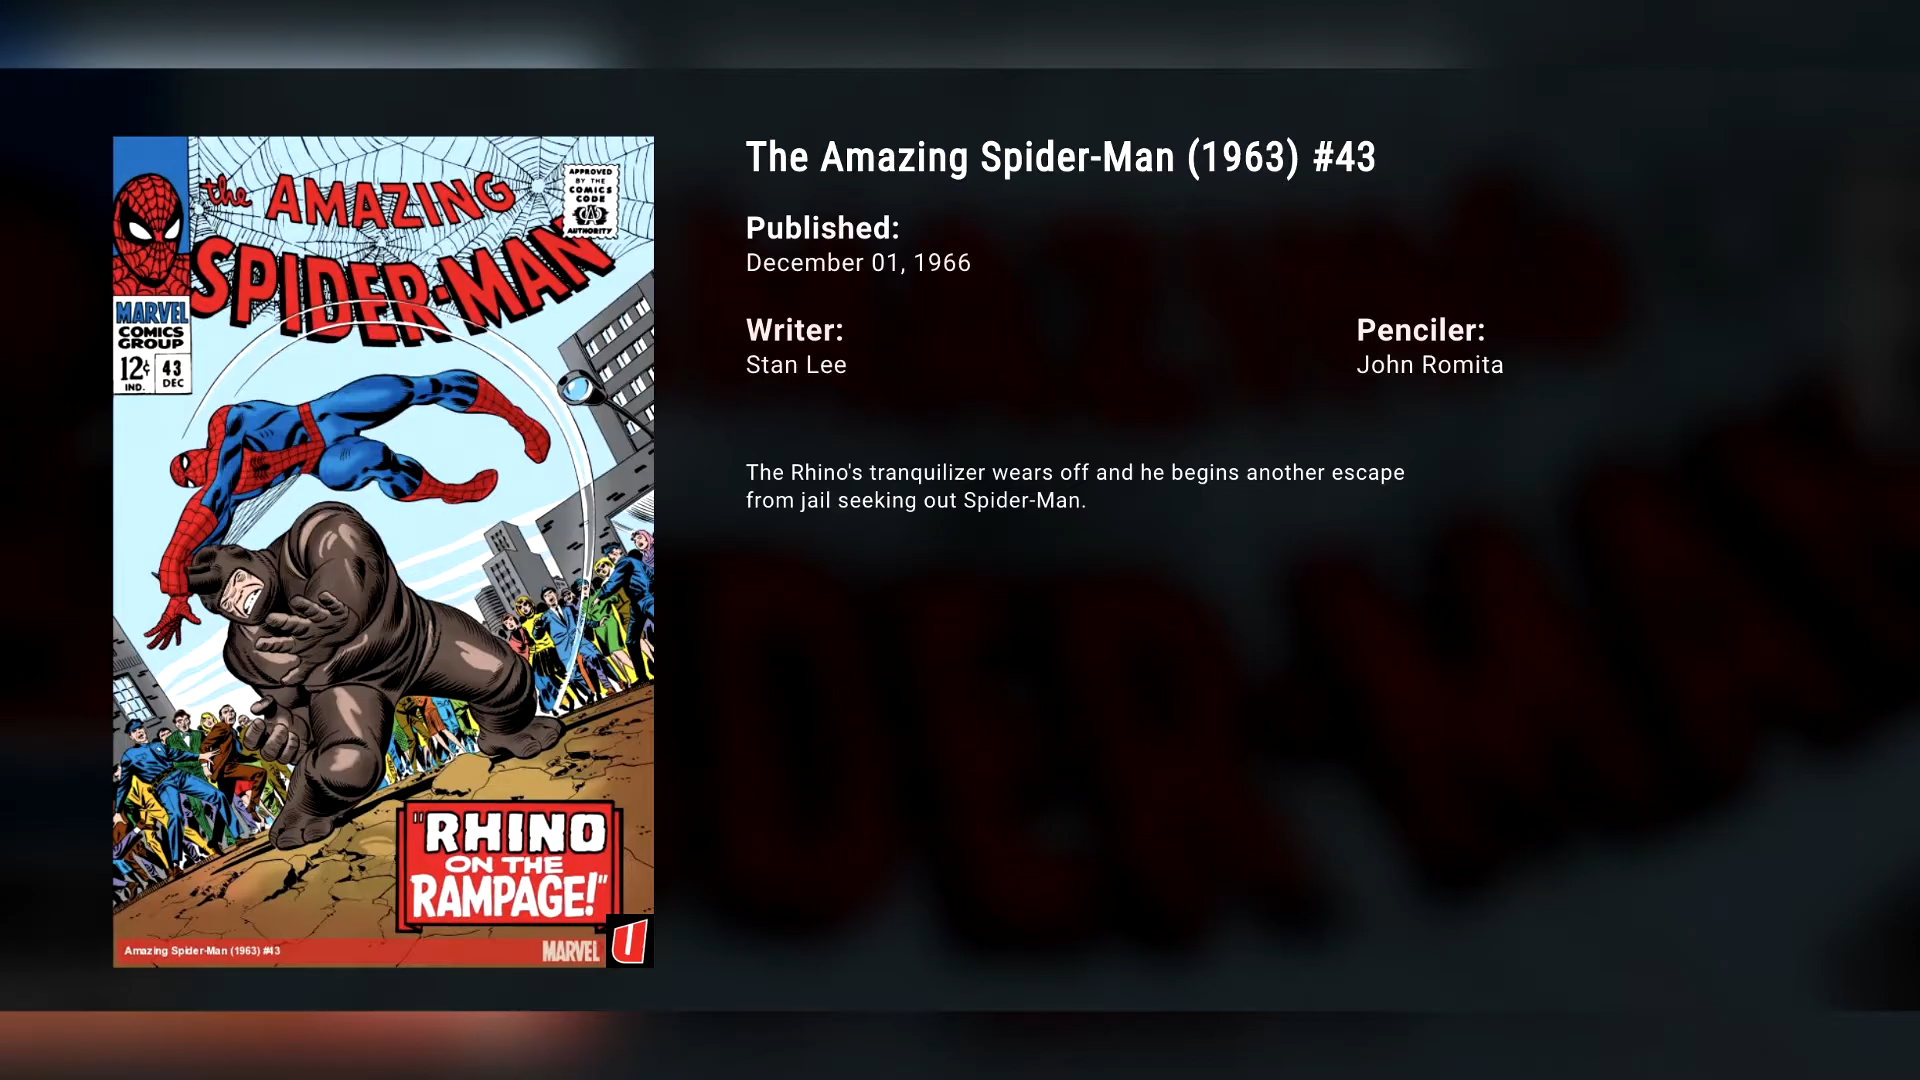 the AMAZING
SPIDER-MAN
APPROVED
BY THE
COMICS
CODE
CA
AUTHORITY
MARVEL
COMICS
GROUP
12¢
IND.
43
DEC
"RHINO
ON THE
RAMPAGE!"
Amazing Spider-Man (1963) #43
MARVEL
U
The Amazing Spider-Man (1963) #43
Published:
December 01, 1966
Writer:
Stan Lee
Penciler:
John Romita
The Rhino's tranquilizer wears off and he begins another escape
from jail seeking out Spider-Man.